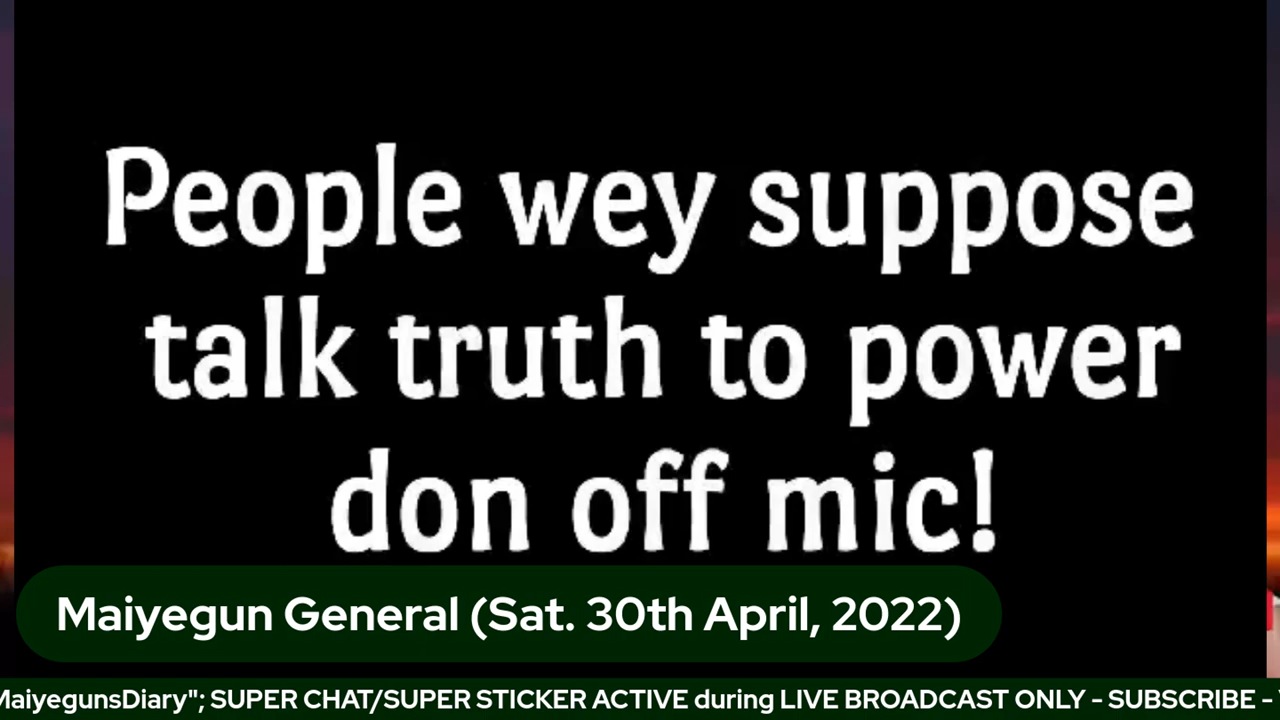 People wey suppose
talk truth to power
don off mic!
Maiyegun General (Sat. 30th April, 2022)
MaiyegunsDiary"; SUPER CHAT/SUPER STICKER ACTIVE during LIVE BROADCAST ONLY - SUBSCRIBE -